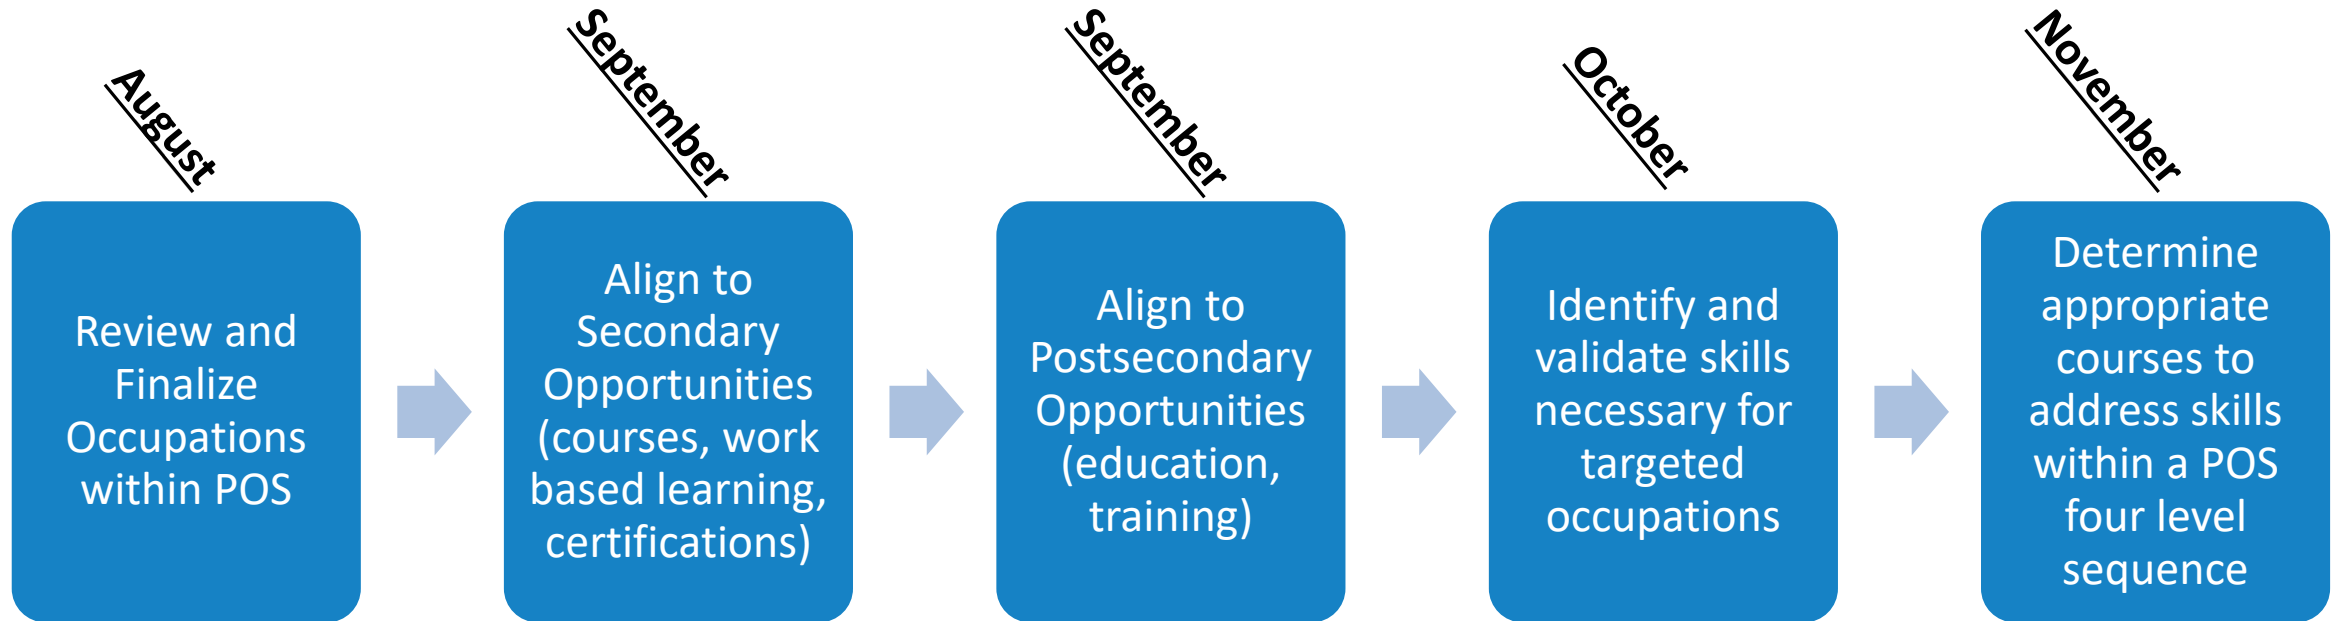 August
September
September
October
November
Review and
Finalize
Occupations
within POS
Align to
Secondary
Opportunities
(courses, work
based learning,
certifications)
Align to
Postsecondary
Opportunities
(education,
training)
Identify and
validate skills
necessary for
targeted
occupations
Determine
appropriate
courses to
address skills
within a POS
four level
sequence